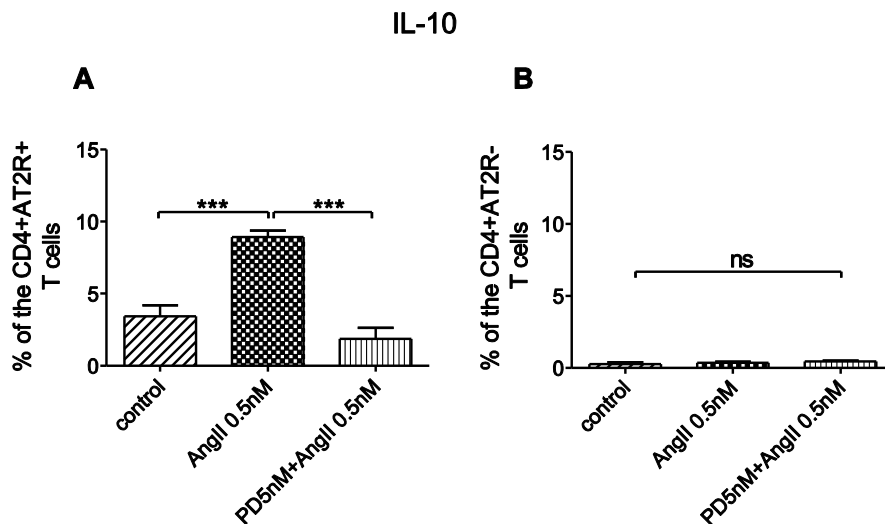 IL-10
A
% of the CD4+AT2R+
T cells
15
10
5
0
***
***
control
AngII 0.5nM
PD5nM+AngII 0.5nM
B
% of the CD4+AT2R-
T cells
15
10
5
0
ns
control
AngII 0.5nM
PD5nM+AngII 0.5nM